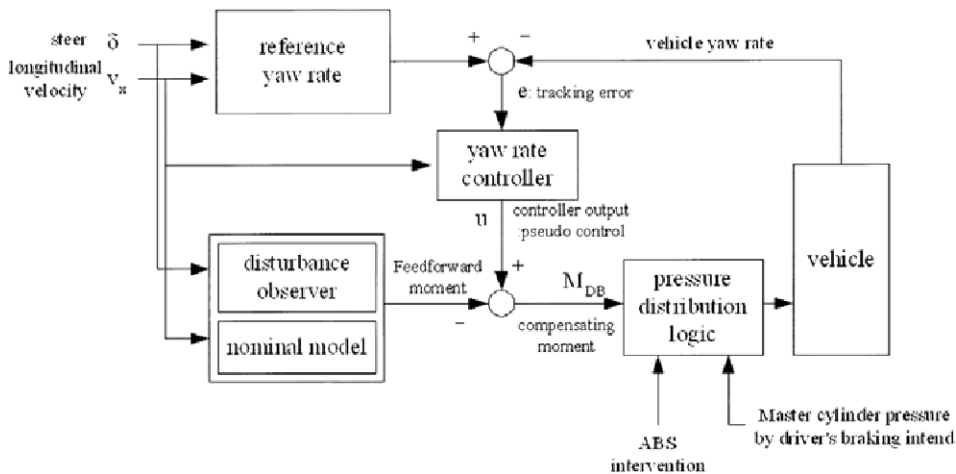 steer δ
longitudinal
velocity
v_x
reference
yaw rate
+
−
vehicle yaw rate
e: tracking error
yaw rate
controller
u
controller output
:pseudo control
vehicle
disturbance
observer
nominal model
Feedforward
moment
+
−
M_DB
compensating
moment
pressure
distribution
logic
ABS
intervention
Master cylinder pressure
by driver's braking intend